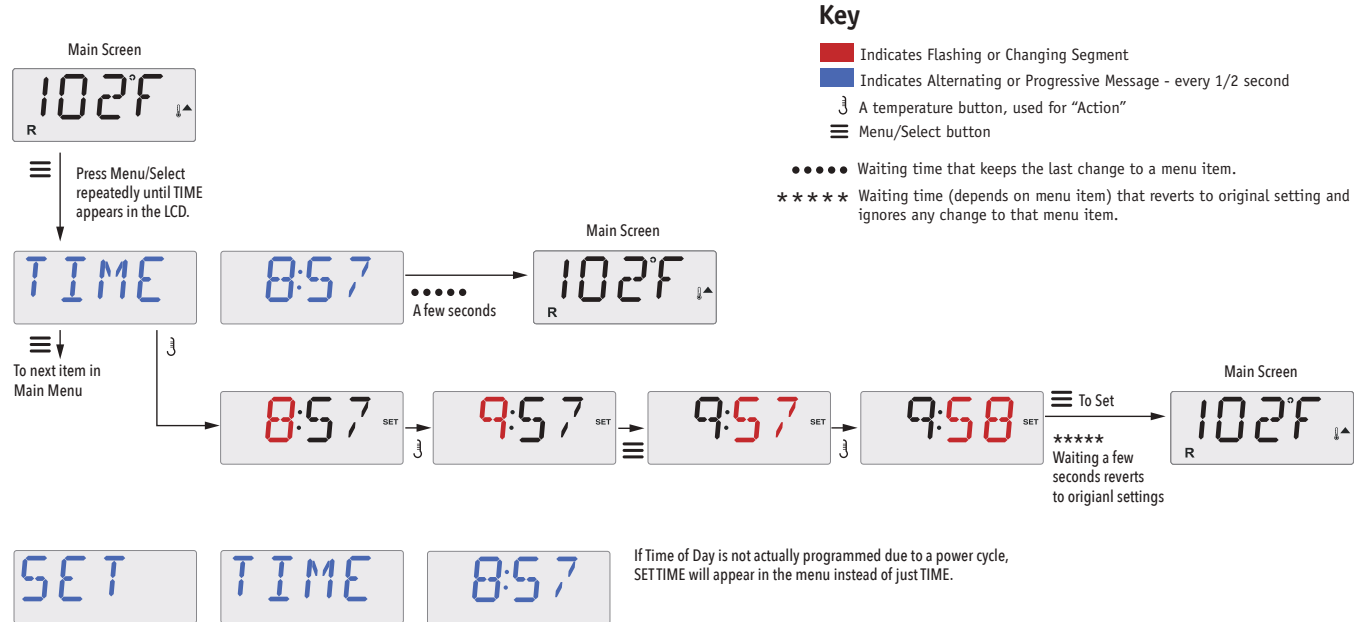 Key
Indicates Flashing or Changing Segment
Indicates Alternating or Progressive Message - every 1/2 second
A temperature button, used for “Action”
Menu/Select button
••••• Waiting time that keeps the last change to a menu item.
***** Waiting time (depends on menu item) that reverts to original setting and
ignores any change to that menu item.
Main Screen
102°F
R
Press Menu/Select
repeatedly until TIME
appears in the LCD.
TIME
8:57
•••••
A few seconds
Main Screen
102°F
R
To next item in
Main Menu
8:57 SET
9:57 SET
9:57 SET
9:58 SET
To Set
*****
Waiting a few
seconds reverts
to origianl settings
Main Screen
102°F
R
SET
TIME
8:57
If Time of Day is not actually programmed due to a power cycle,
SET TIME will appear in the menu instead of just TIME.